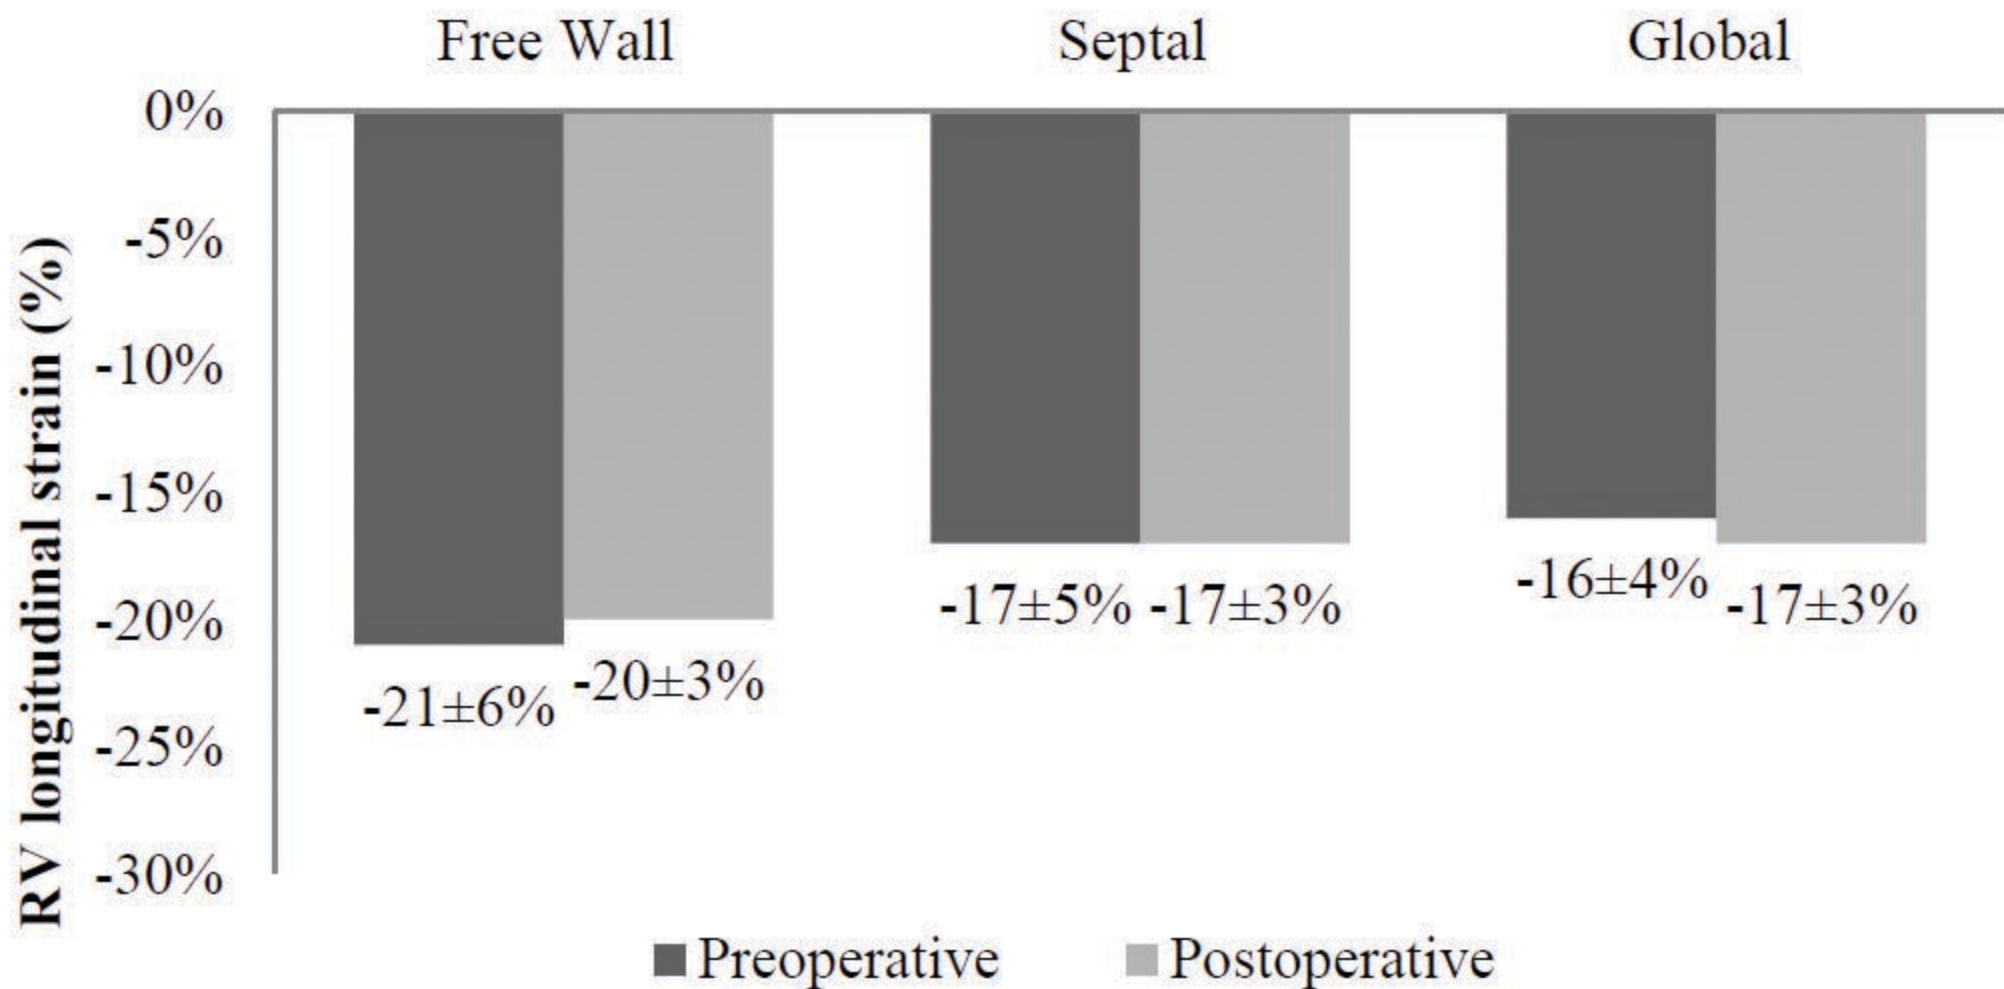 Free Wall Septal Global
0%
-5%
-10%
-15%
-20%
-25%
-30%
RV longitudinal strain (%)
-21±6% -20±3% -17±5% -17±3% -16±4% -17±3%
Preoperative Postoperative